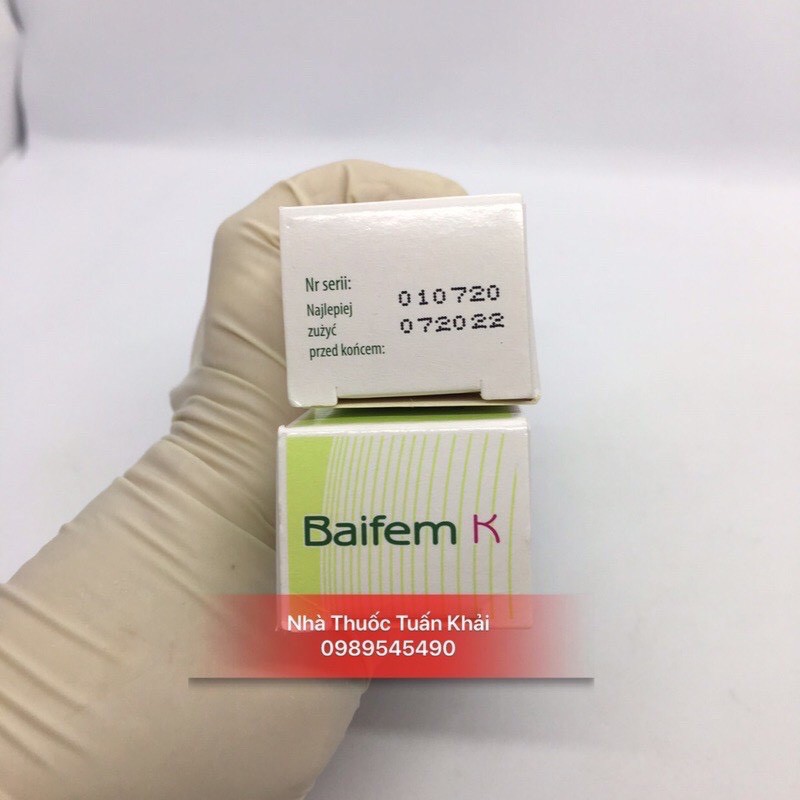 Nr serii:
010720
Najlepiej
zużyć
przed końcem:
072022
Baifem K
Nhà Thuốc Tuấn Khải
0989545490